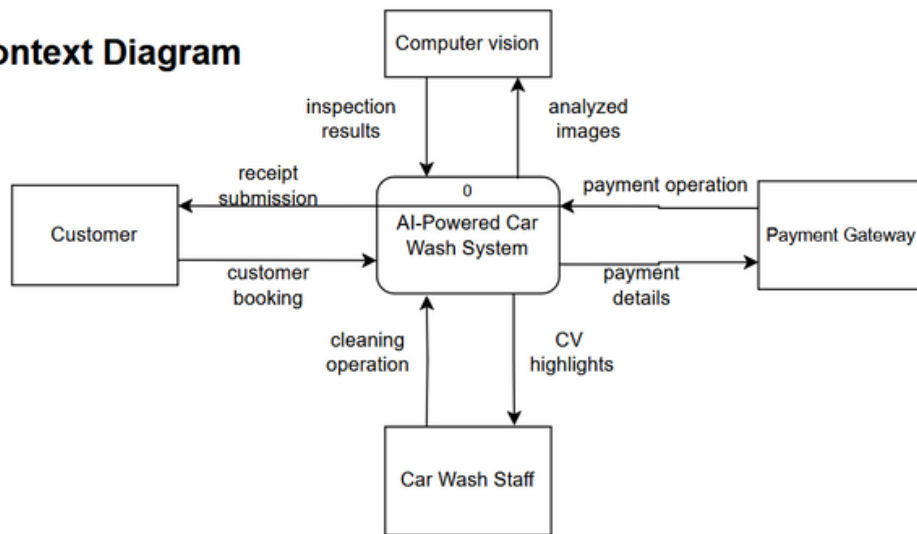 ontext Diagram
Computer vision
inspection
results
analyzed
images
receipt
submission
0
payment operation
Customer
AI-Powered Car
Wash System
Payment Gateway
customer
booking
payment
details
cleaning
operation
CV
highlights
Car Wash Staff